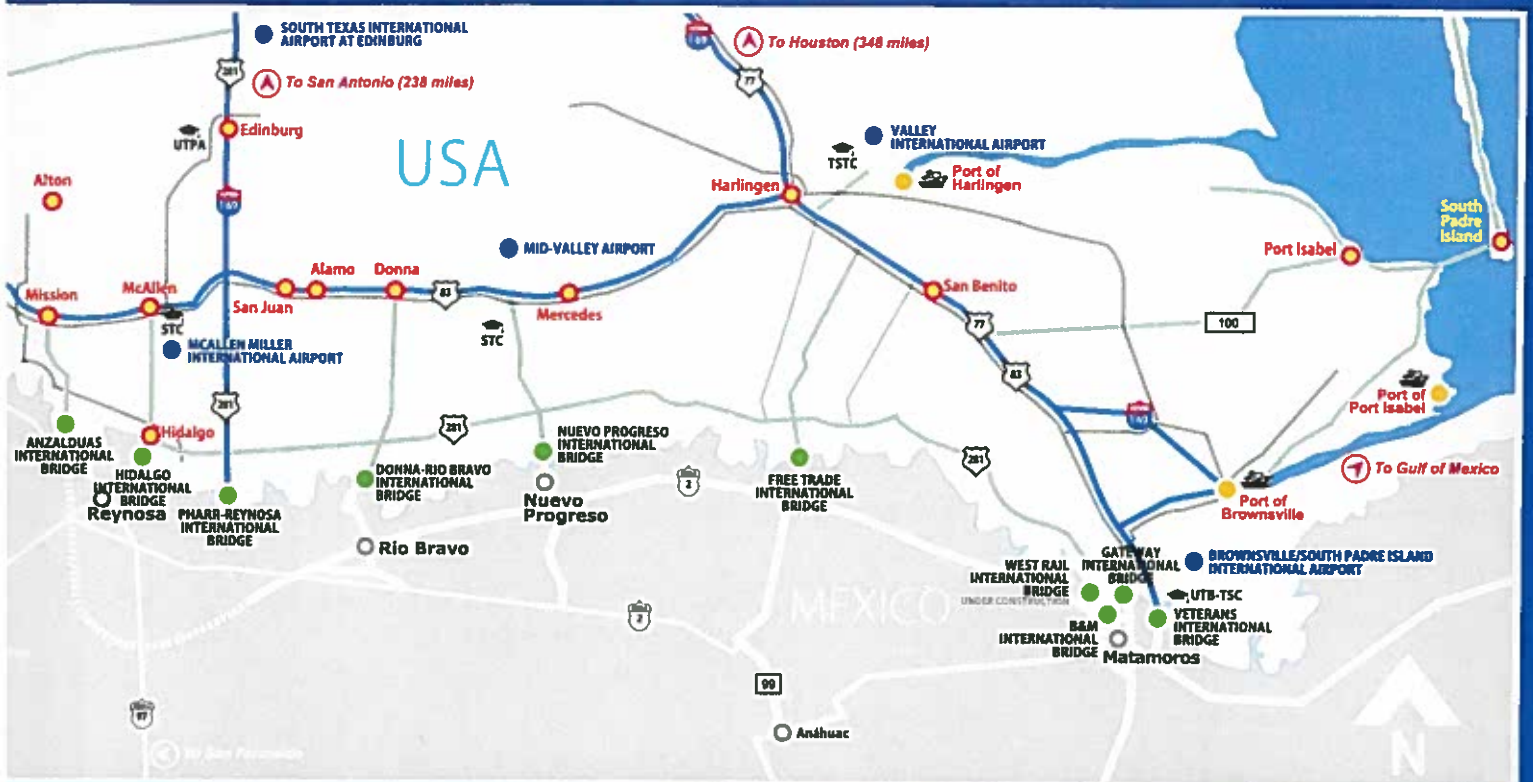 SOUTH TEXAS INTERNATIONAL
AIRPORT AT EDINBURG
281
To San Antonio (238 miles)
To Houston (348 miles)
77
UTPA
Edinburg
USA
VALLEY
INTERNATIONAL AIRPORT
TSTC
Port of
Harlingen
Alton
Harlingen
South
Padre
Island
MID-VALLEY AIRPORT
Port Isabel
Mission
McAllen
San Juan
Alamo
Donna
83
Mercedes
San Benito
STC
STC
77
100
MCALLEN MILLER
INTERNATIONAL AIRPORT
83
281
Port of
Port Isabel
Hidalgo
281
281
ANZALDUAS
INTERNATIONAL
BRIDGE
HIDALGO
INTERNATIONAL
BRIDGE
Reynosa
PHARR-REYNOSA
INTERNATIONAL
BRIDGE
DONNA-RIO BRAVO
INTERNATIONAL
BRIDGE
NUEVO PROGRESO
INTERNATIONAL
BRIDGE
Nuevo
Progreso
2
FREE TRADE
INTERNATIONAL
BRIDGE
To Gulf of Mexico
Port of
Brownsville
Río Bravo
WEST RAIL
INTERNATIONAL
BRIDGE
UNDER CONSTRUCTION
GATEWAY
INTERNATIONAL
BRIDGE
BROWNSVILLE/SOUTH PADRE ISLAND
INTERNATIONAL AIRPORT
MEXICO
2
UTB-TSC
VETERANS
INTERNATIONAL
BRIDGE
B&M
INTERNATIONAL
BRIDGE
Matamoros
99
97
Anáhuac
N